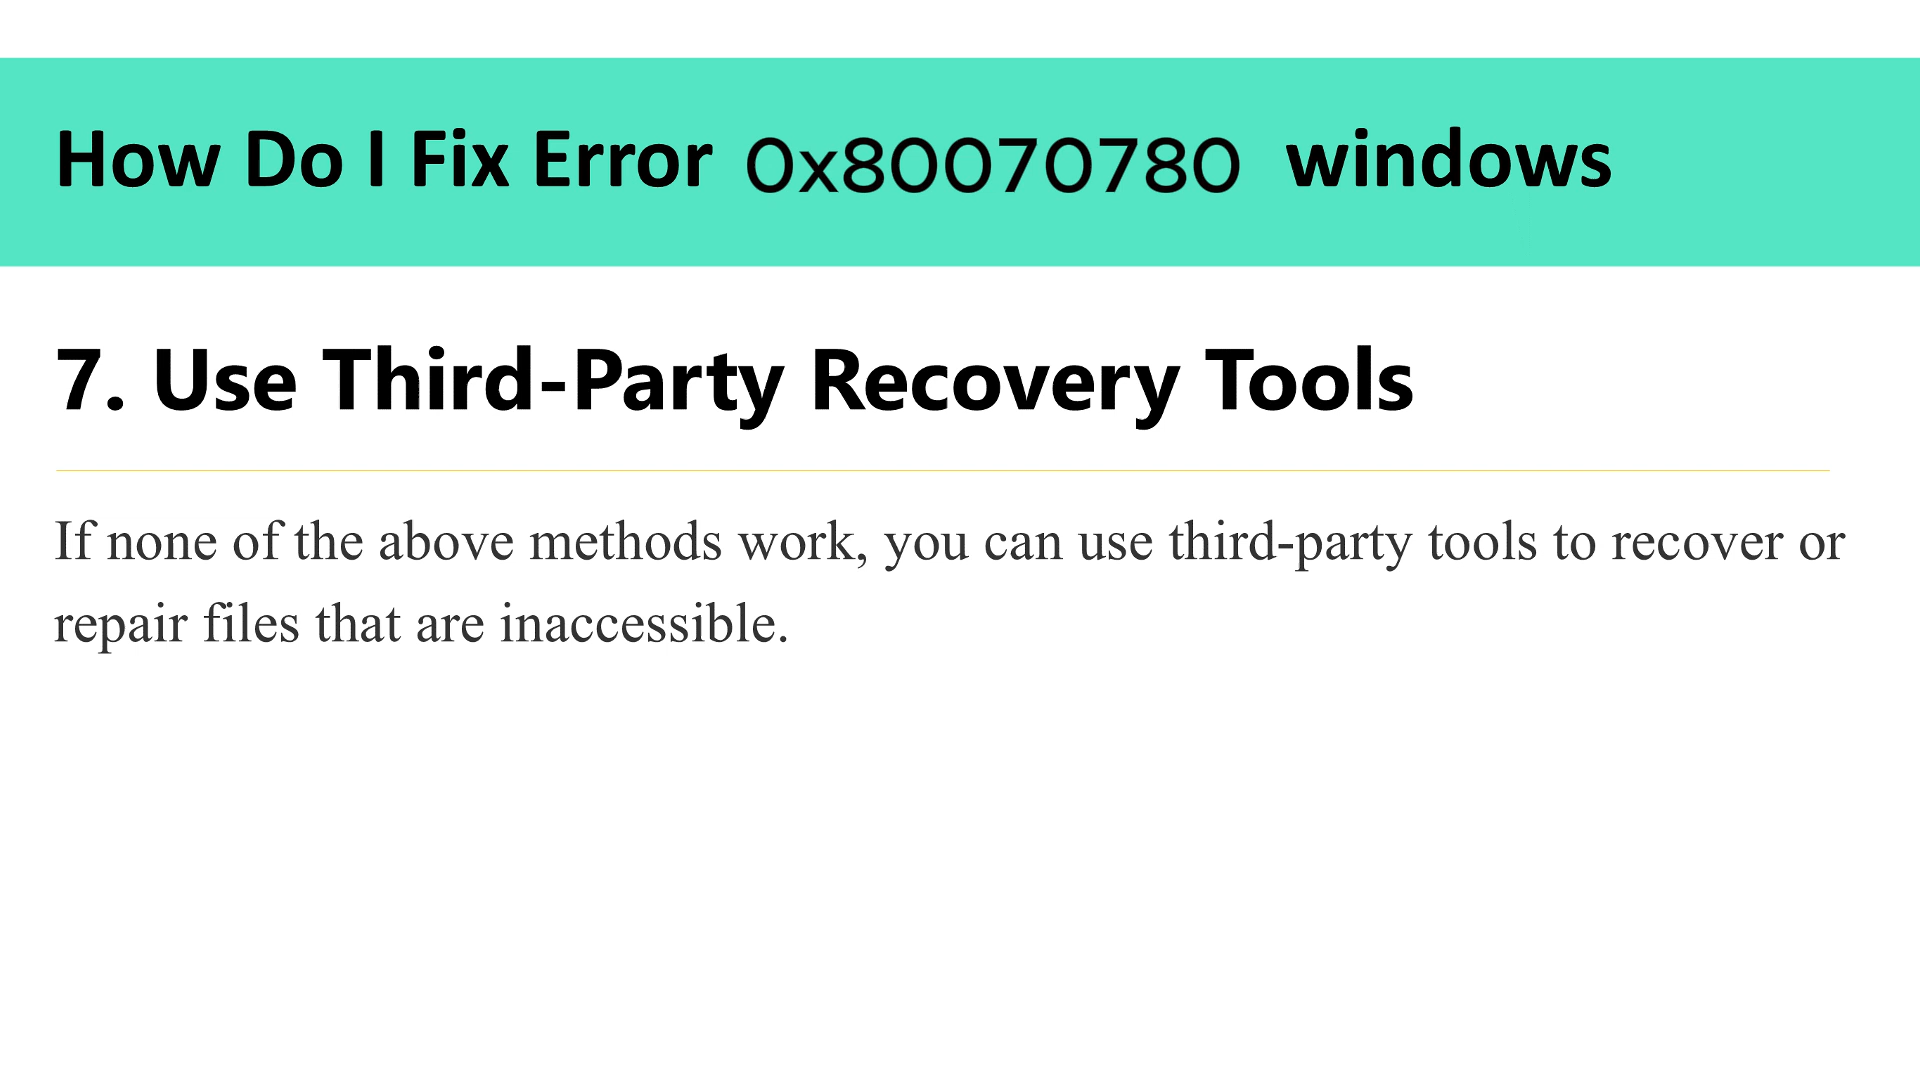 How Do I Fix Error 0x80070780 windows
7. Use Third-Party Recovery Tools
If none of the above methods work, you can use third-party tools to recover or
repair files that are inaccessible.